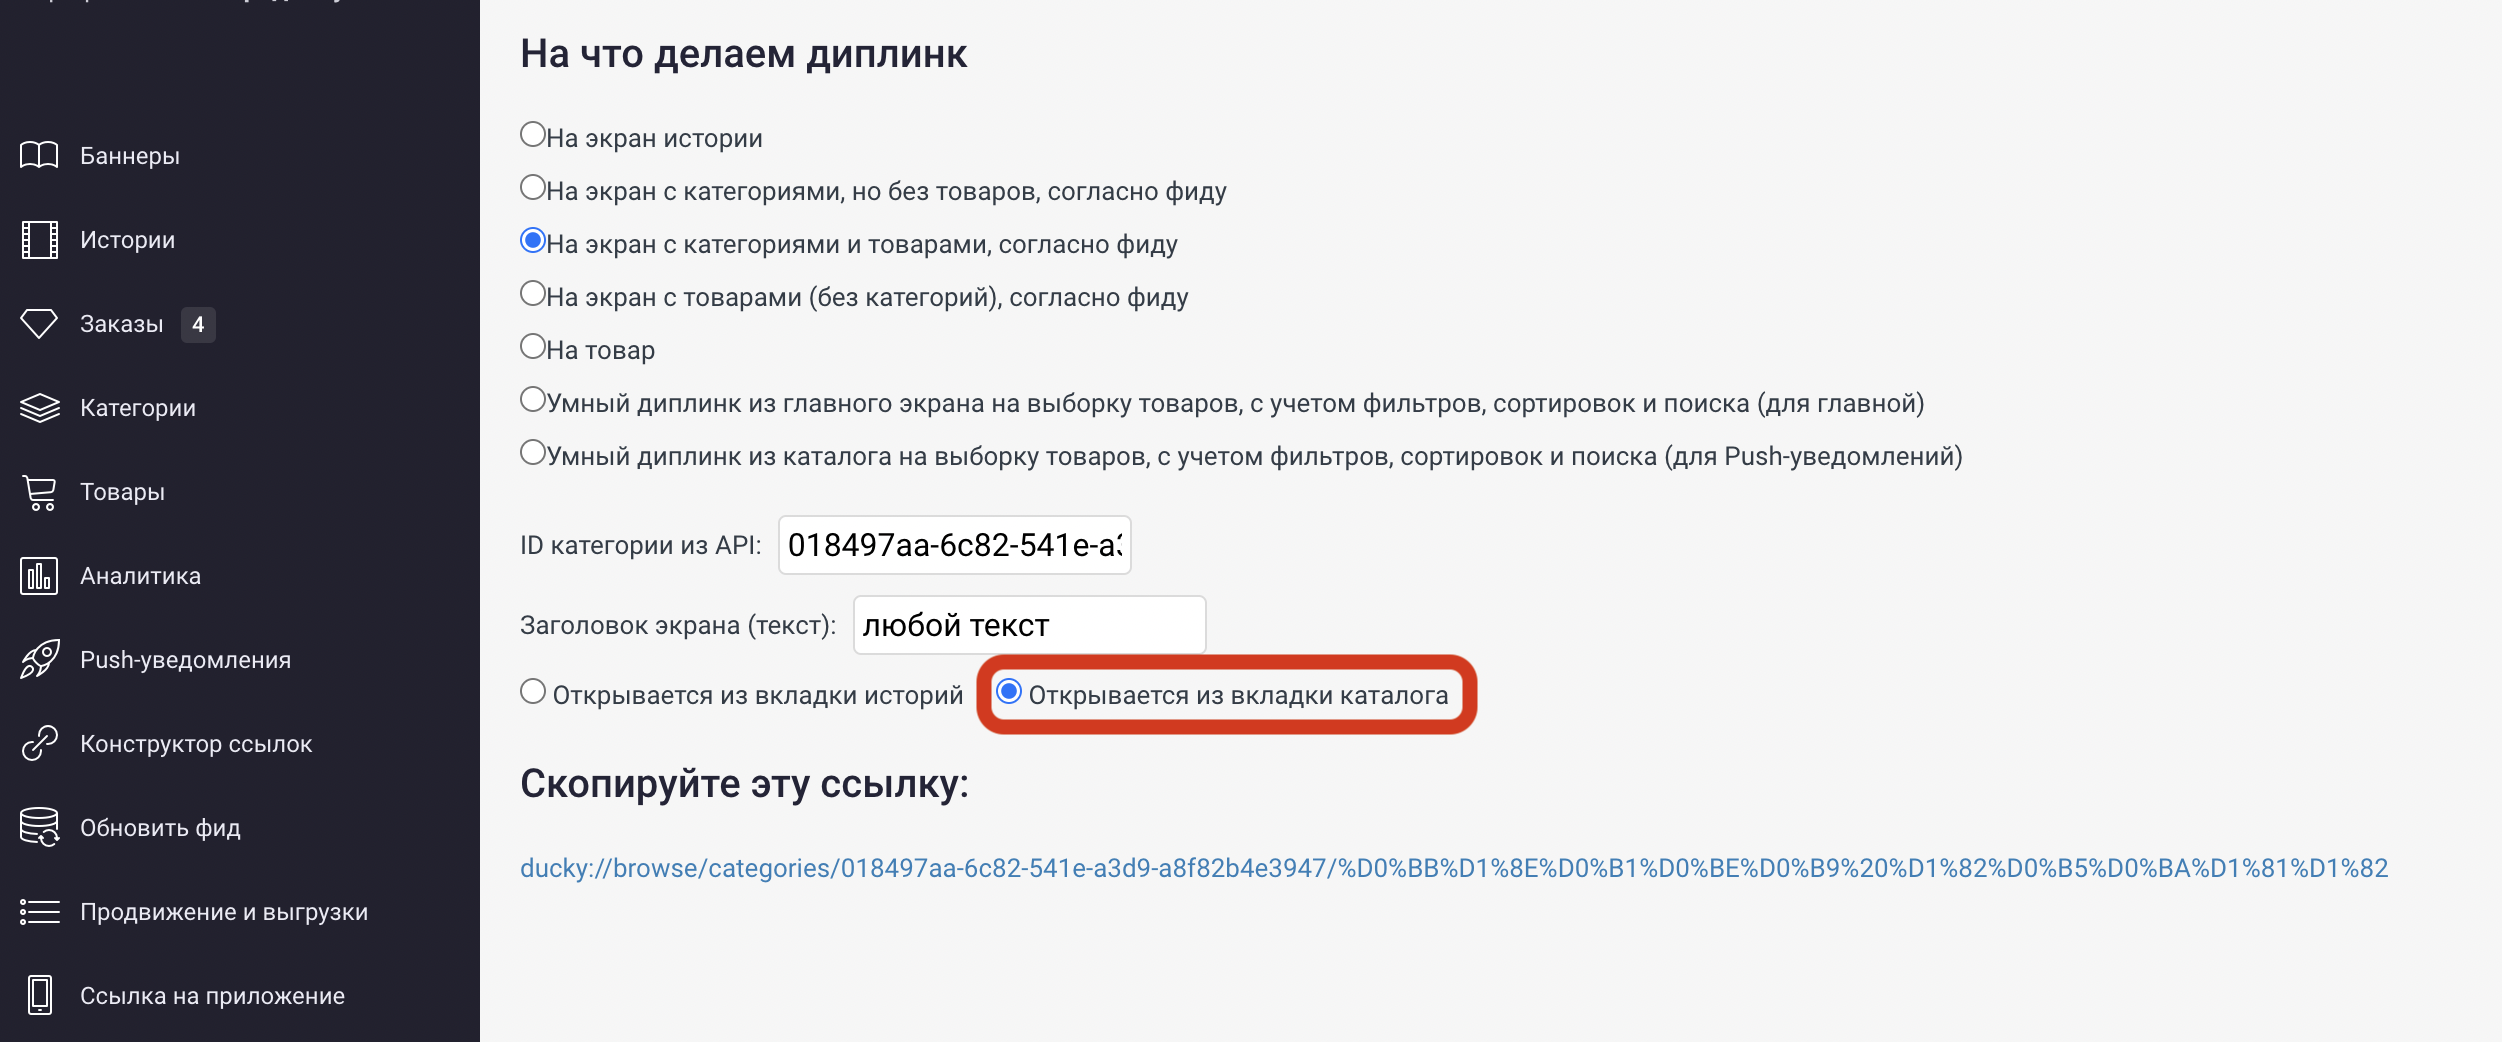 Баннеры
Истории
Заказы 4
Категории
Товары
Аналитика
Push-уведомления
Конструктор ссылок
Обновить фид
Продвижение и выгрузки
Ссылка на приложение
На что делаем диплинк
На экран истории
На экран с категориями, но без товаров, согласно фиду
На экран с категориями и товарами, согласно фиду
На экран с товарами (без категорий), согласно фиду
На товар
Умный диплинк из главного экрана на выборку товаров, с учетом фильтров, сортировок и поиска (для главной)
Умный диплинк из каталога на выборку товаров, с учетом фильтров, сортировок и поиска (для Push-уведомлений)
ID категории из API: 018497aa-6c82-541e-a3
Заголовок экрана (текст): любой текст
Открывается из вкладки историй Открывается из вкладки каталога
Скопируйте эту ссылку:
ducky://browse/categories/018497aa-6c82-541e-a3d9-a8f82b4e3947/%D0%BB%D1%8E%D0%B1%D0%BE%D0%B9%20%D1%82%D0%B5%D0%BA%D1%81%D1%82